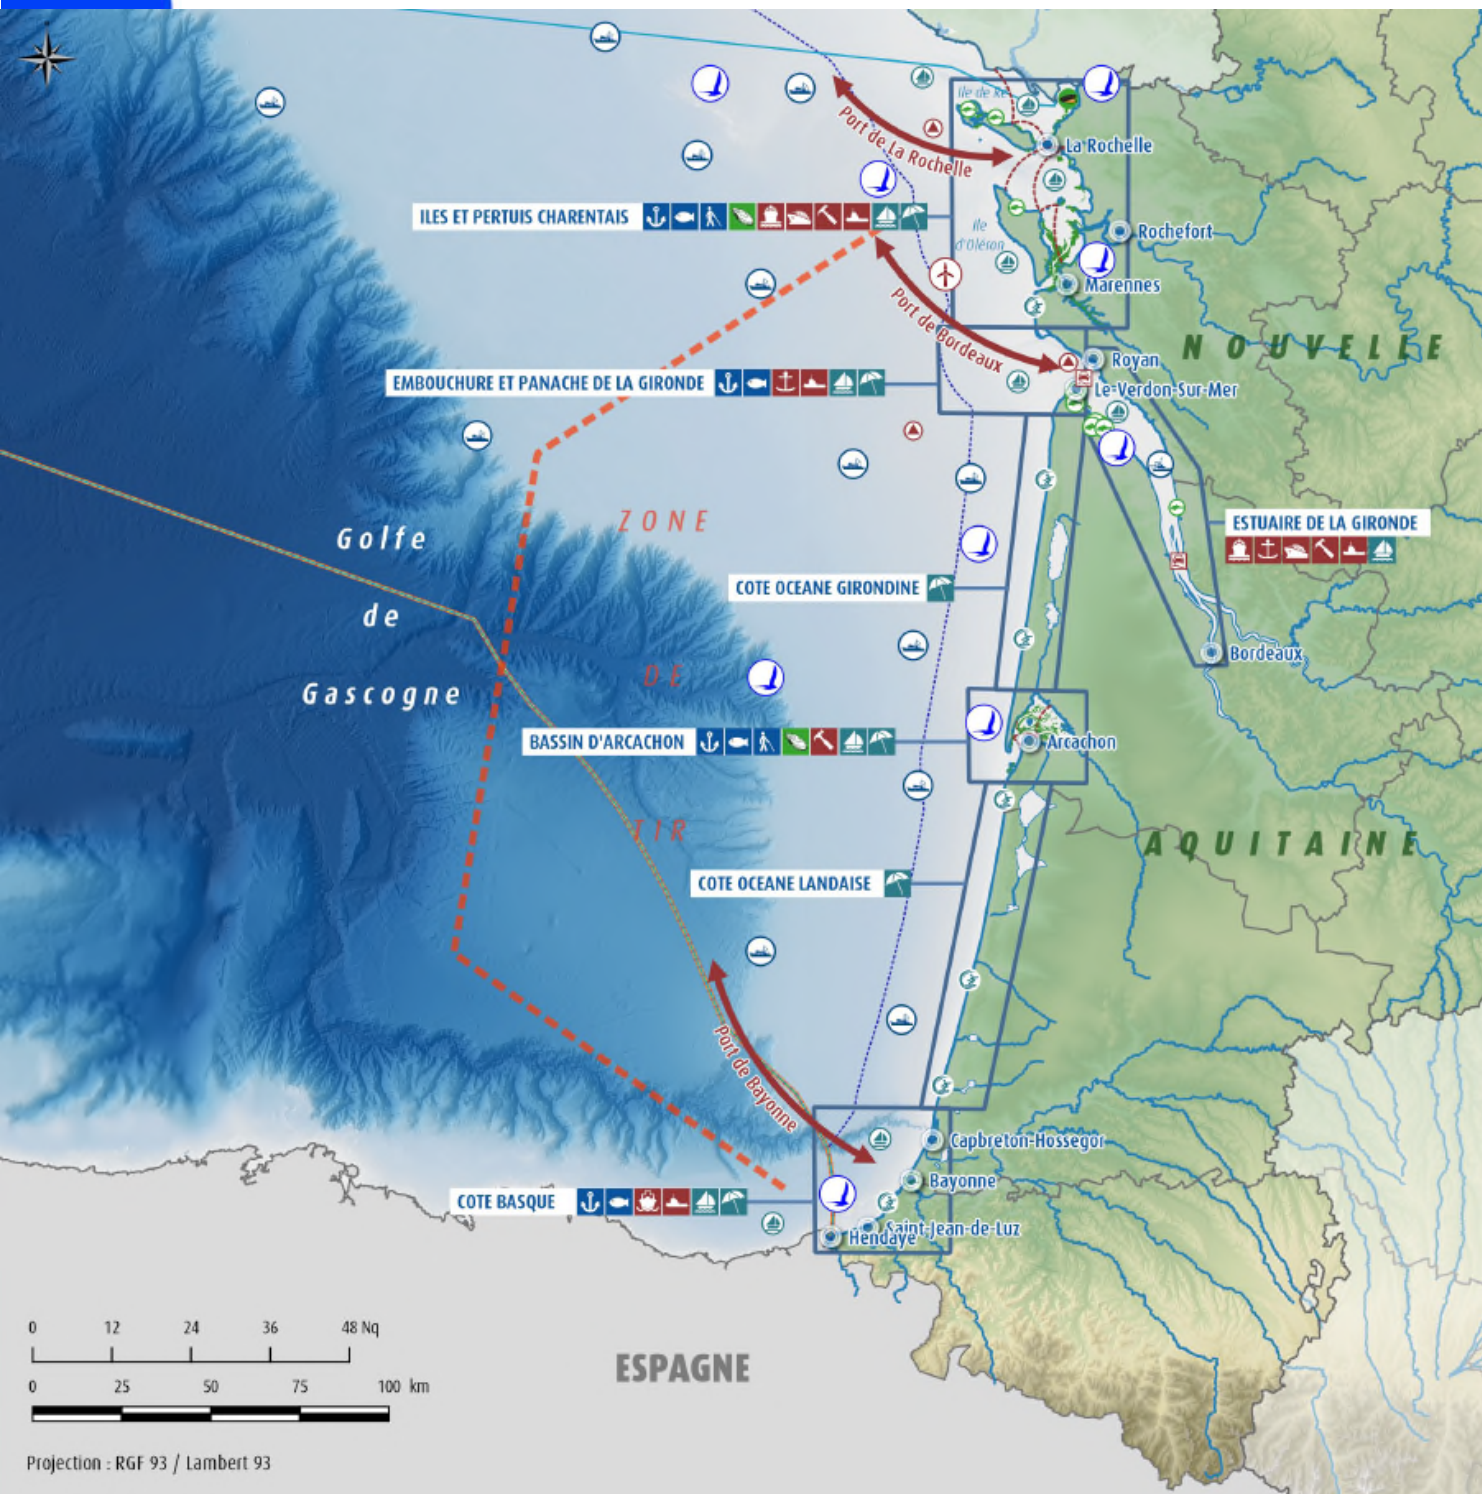 Ile de Ré
Port de La Rochelle
La Rochelle
ILES ET PERTUIS CHARENTAIS
Ile
d'Oléron
Rochefort
Marennes
Port de Bordeaux
NOUVELLE
Royan
EMBOUCHURE ET PANACHE DE LA GIRONDE
Le-Verdon-Sur-Mer
ZONE
ESTUAIRE DE LA GIRONDE
Golfe
COTE OCEANE GIRONDINE
de
Bordeaux
DE
Gascogne
BASSIN D'ARCACHON
Arcachon
TIR
AQUITAINE
COTE OCEANE LANDAISE
Port de Bayonne
Capbreton-Hossegor
Bayonne
COTE BASQUE
Saint-Jean-de-Luz
Hendaye
0 12 24 36 48 Nq
ESPAGNE
0 25 50 75 100 km
Projection : RGF 93 / Lambert 93